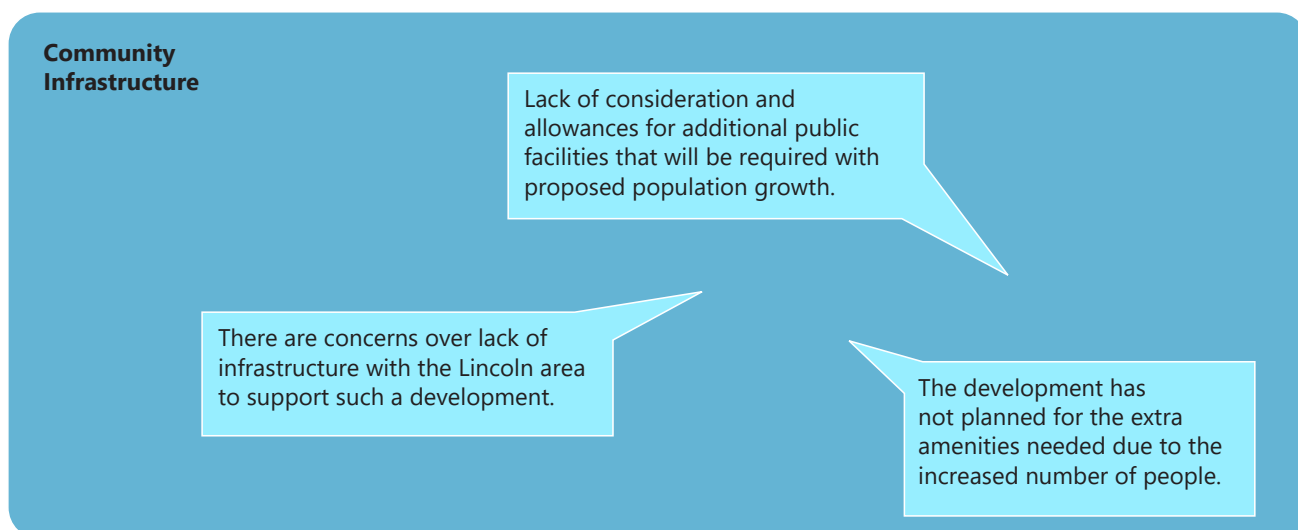 Community
Infrastructure
Lack of consideration and
allowances for additional public
facilities that will be required with
proposed population growth.
There are concerns over lack of
infrastructure with the Lincoln area
to support such a development.
The development has
not planned for the extra
amenities needed due to the
increased number of people.